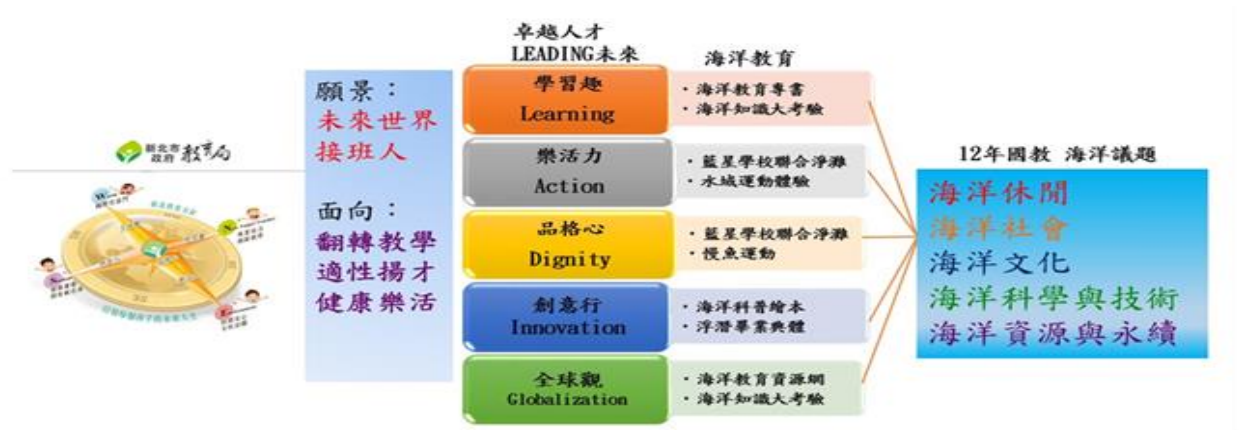 新北市
政府 教育局
願景：
未來世界
接班人
面向：
翻轉教學
適性揚才
健康樂活
卓越人才
LEADING未來
學習趣
Learning
樂活力
Action
品格心
Dignity
創意行
Innovation
全球觀
Globalization
海洋教育
・海洋教育專書
・海洋知識大考驗
・藍星學校聯合淨灘
・水域運動體驗
・藍星學校聯合淨灘
・慢魚運動
・海洋科普繪本
・浮潛畢業典體
・海洋教育資源網
・海洋知識大考驗
12年國教 海洋議題
海洋休閒
海洋社會
海洋文化
海洋科學與技術
海洋資源與永續